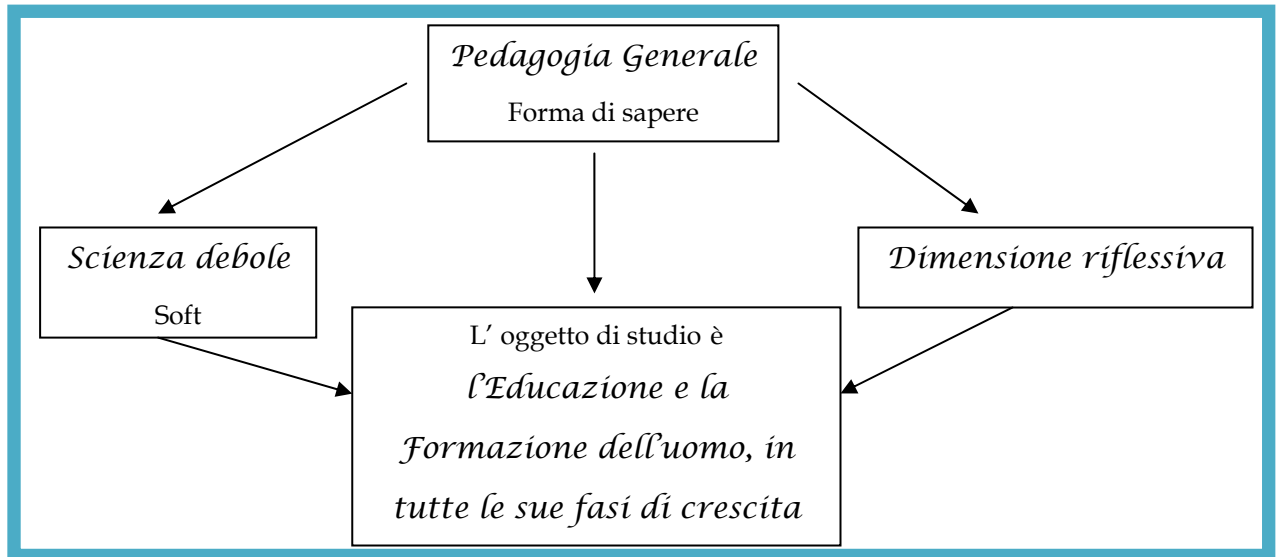 Pedagogia Generale
Forma di sapere
Scienza debole
Soft
Dimensione riflessiva
L' oggetto di studio è
l'Educazione e la
Formazione dell'uomo, in
tutte le sue fasi di crescita